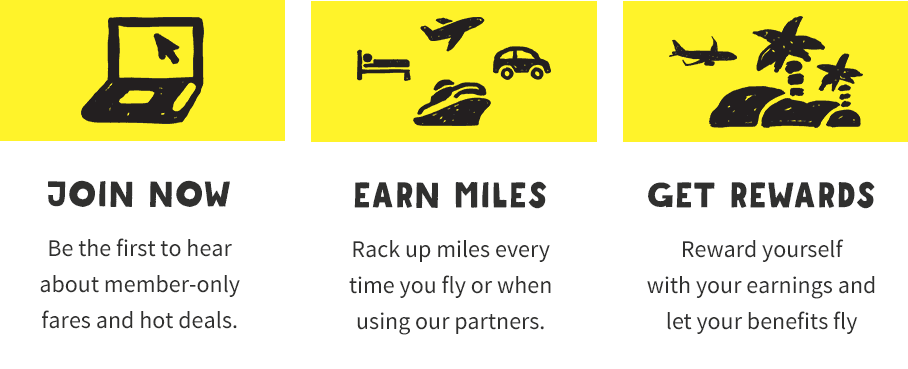 JOIN NOW
Be the first to hear
about member-only
fares and hot deals.
EARN MILES
Rack up miles every
time you fly or when
using our partners.
GET REWARDS
Reward yourself
with your earnings and
let your benefits fly